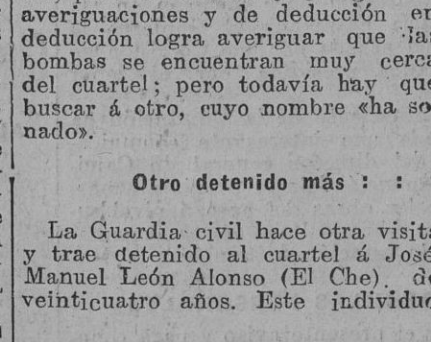 averiguaciones y de deducción en
deducción logra averiguar que las
bombas se encuentran muy cerca
del cuartel; pero todavía hay que
buscar á otro, cuyo nombre «ha so
nado».
Otro detenido más : :
La Guardia civil hace otra visita
y trae detenido al cuartel á José
Manuel León Alonso (El Che), de
veinticuatro años. Este individuo